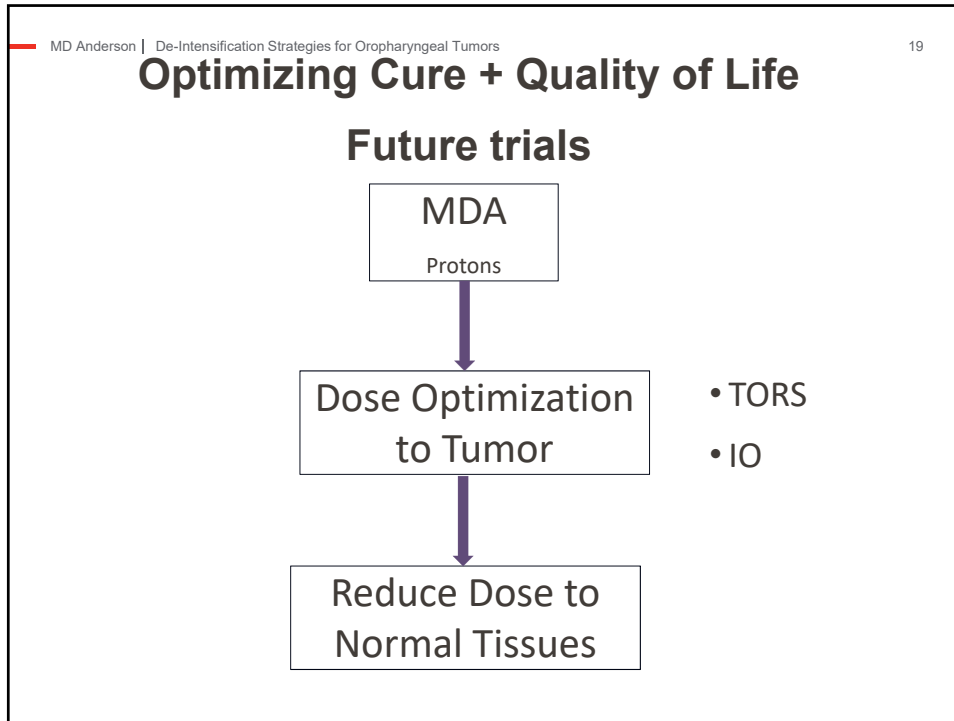 MD Anderson | De-Intensification Strategies for Oropharyngeal Tumors
19
Optimizing Cure + Quality of Life
Future trials
MDA
Protons
Dose Optimization
to Tumor
• TORS
• IO
Reduce Dose to
Normal Tissues